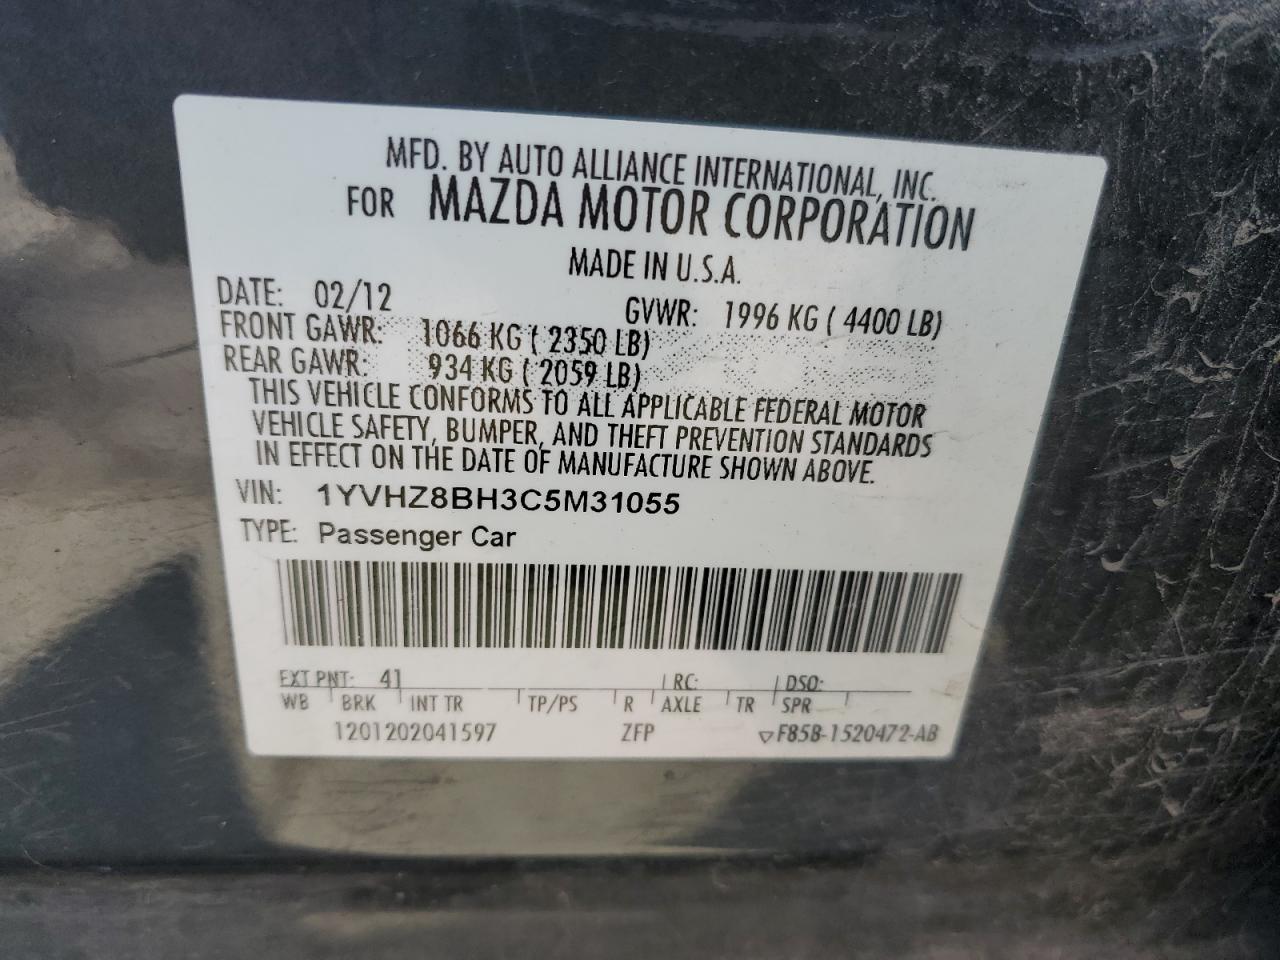 MFD. BY AUTO ALLIANCE INTERNATIONAL, INC.
FOR MAZDA MOTOR CORPORATION
MADE IN U.S.A.
DATE: 02/12 GVWR: 1996 KG ( 4400 LB)
FRONT GAWR: 1066 KG ( 2350 LB)
REAR GAWR: 934 KG ( 2059 LB)
THIS VEHICLE CONFORMS TO ALL APPLICABLE FEDERAL MOTOR
VEHICLE SAFETY, BUMPER, AND THEFT PREVENTION STANDARDS
IN EFFECT ON THE DATE OF MANUFACTURE SHOWN ABOVE.
VIN: 1YVHZ8BH3C5M31055
TYPE: Passenger Car
EXT PNT: 41 RC: DSO:
WB BRK INT TR TP/PS R AXLE TR SPR
1201202041597 ZFP ▽F85B-1520472-AB